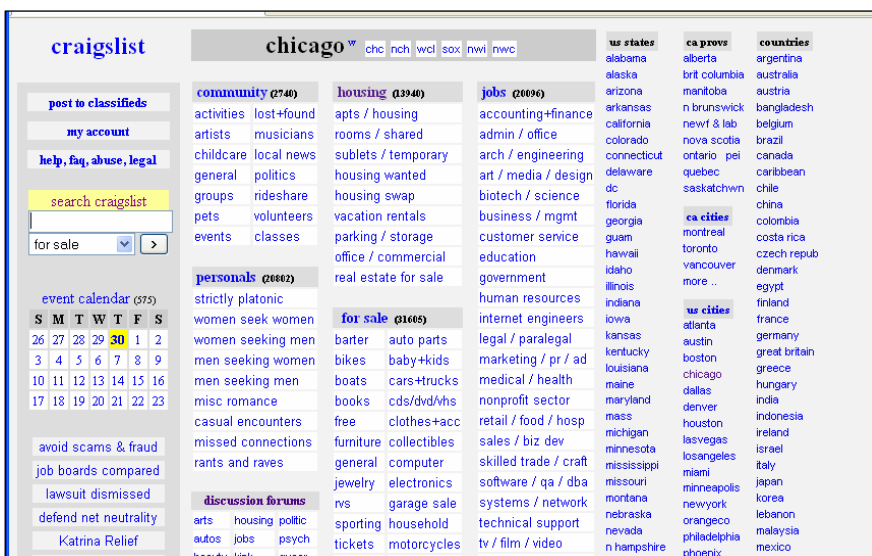 craigslist
post to classifieds
my account
help, faq, abuse, legal
search craigslist
for sale
>
event calendar (575)
S M T W T F S
26 27 28 29 30 1 2
3 4 5 6 7 8 9
10 11 12 13 14 15 16
17 18 19 20 21 22 23
avoid scams & fraud
job boards compared
lawsuit dismissed
defend net neutrality
Katrina Relief
chicago w chc nch wcl sox nwi nwc
community (2740)
activities lost+found
artists musicians
childcare local news
general politics
groups rideshare
pets volunteers
events classes
personals (20802)
strictly platonic
women seek women
women seeking men
men seeking women
men seeking men
misc romance
casual encounters
missed connections
rants and raves
discussion forums
arts housing politic
autos jobs psych
housing (13940)
apts / housing
rooms / shared
sublets / temporary
housing wanted
housing swap
vacation rentals
parking / storage
office / commercial
real estate for sale
for sale (31605)
barter auto parts
bikes baby+kids
boats cars+trucks
books cds/dvd/vhs
free clothes+acc
furniture collectibles
general computer
jewelry electronics
rvs garage sale
sporting household
tickets motorcycles
jobs (20096)
accounting+finance
admin / office
arch / engineering
art / media / design
biotech / science
business / mgmt
customer service
education
government
human resources
internet engineers
legal / paralegal
marketing / pr / ad
medical / health
nonprofit sector
retail / food / hosp
sales / biz dev
skilled trade / craft
software / qa / dba
systems / network
technical support
tv / film / video
us states
alabama
alaska
arizona
arkansas
california
colorado
connecticut
delaware
dc
florida
georgia
guam
hawaii
idaho
illinois
indiana
iowa
kansas
kentucky
louisiana
maine
maryland
mass
michigan
minnesota
mississippi
missouri
montana
nebraska
nevada
n hampshire
ca provs
alberta
brit columbia
manitoba
n brunswick
newf & lab
nova scotia
ontario pei
quebec
saskatchwn
ca cities
montreal
toronto
vancouver
more ..
us cities
atlanta
austin
boston
chicago
dallas
denver
houston
lasvegas
losangeles
miami
minneapolis
newyork
orangeco
philadelphia
phoenix
countries
argentina
australia
austria
bangladesh
belgium
brazil
canada
caribbean
chile
china
colombia
costa rica
czech repub
denmark
egypt
finland
france
germany
great britain
greece
hungary
india
indonesia
ireland
israel
italy
japan
korea
lebanon
malaysia
mexico